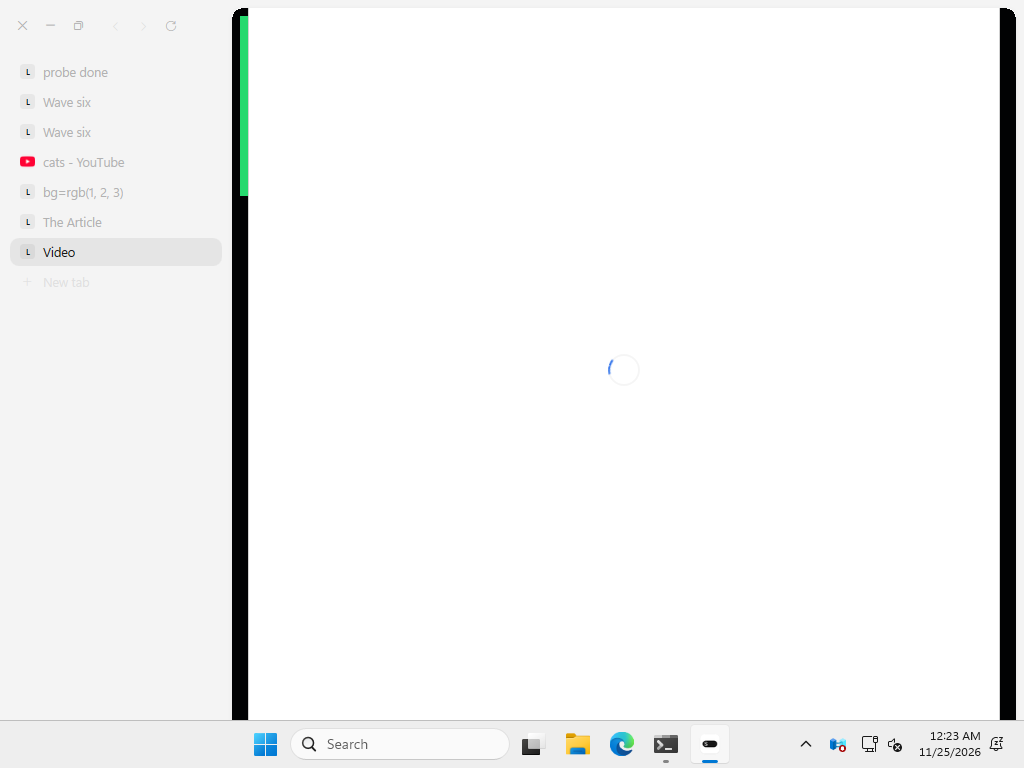 L probe done
L Wave six
L Wave six
cats - YouTube
L bg=rgb(1, 2, 3)
L The Article
L Video
+ New tab
Search
12:23 AM
11/25/2026